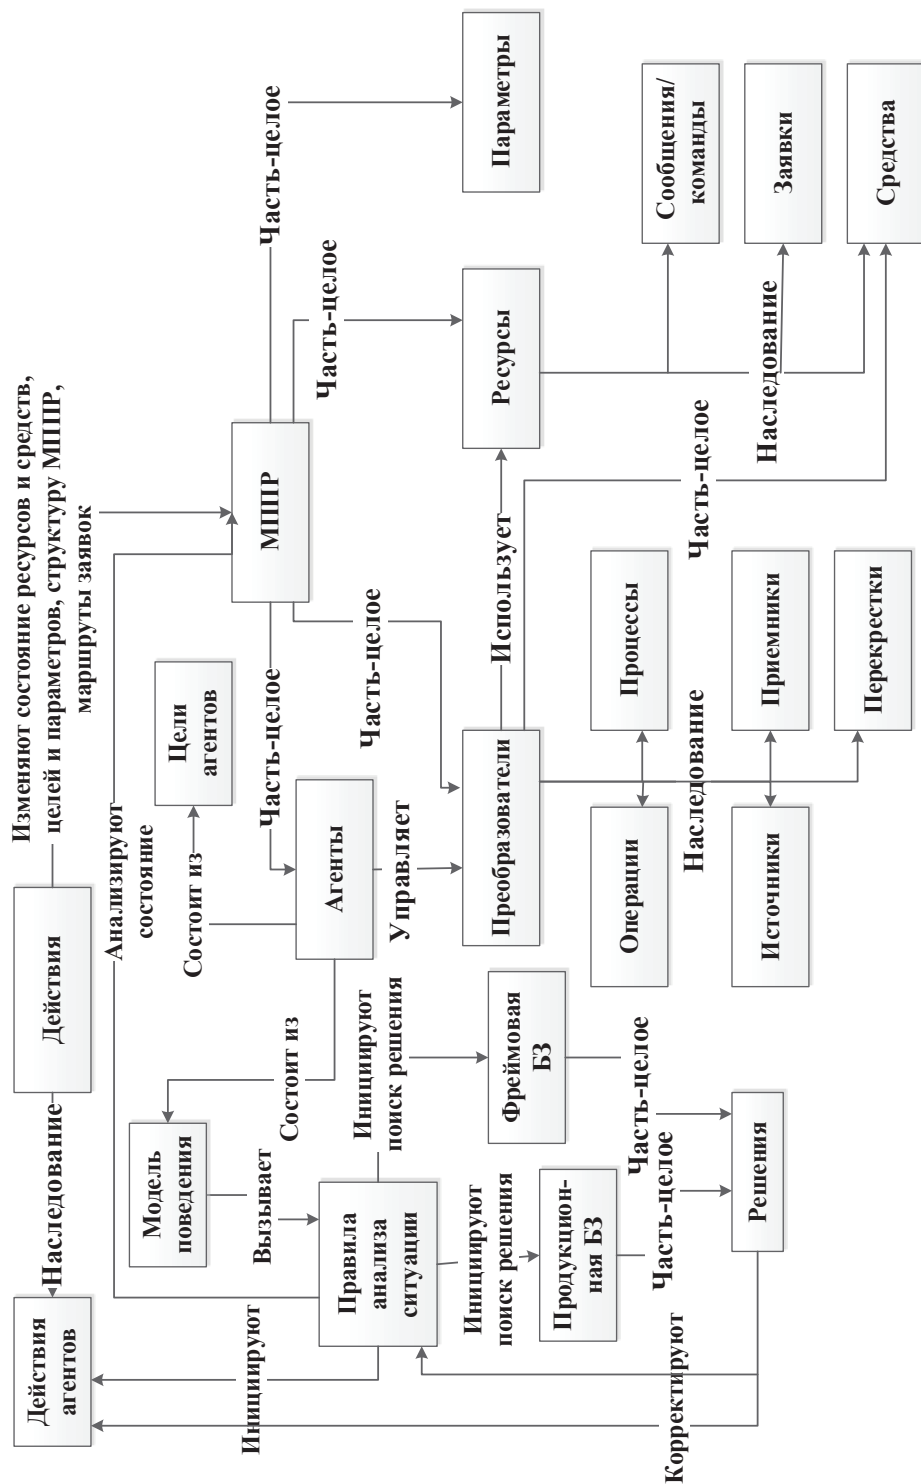 Действия
агентов
Наследование
Действия
Изменяют состояние ресурсов и средств,
целей и параметров, структуру МППР,
маршруты заявок
Анализируют
состояние
Модель
поведения
Состоит из
Цели
агентов
МППР
Часть-целое
Инициируют
Вызывает
Состоит из
Агенты
Часть-целое
Часть-целое
Правила
анализа
ситуации
Инициируют
поиск решения
Управляет
Часть-целое
Инициируют
поиск решения
Фреймовая
БЗ
Преобразователи
Использует
Ресурсы
Параметры
Продукцион-
ная БЗ
Часть-целое
Часть-целое
Операции
Процессы
Сообщения/
команды
Корректируют
Наследование
Часть-целое
Наследование
Решения
Источники
Приемники
Заявки
Перекрестки
Средства